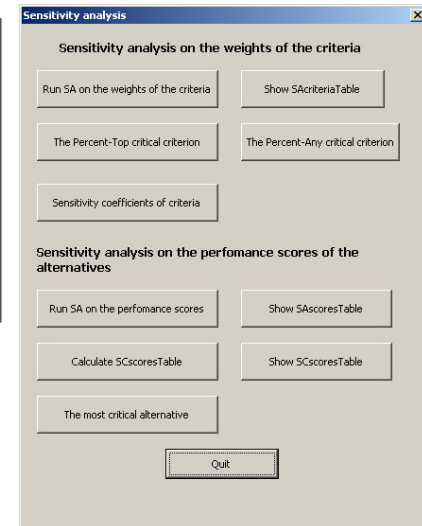 Sensitivity analysis
Sensitivity analysis on the weights of the criteria
Run SA on the weights of the criteria
Show SAcriteriaTable
The Percent-Top critical criterion
The Percent-Any critical criterion
Sensitivity coefficients of criteria
Sensitivity analysis on the perfomance scores of the
alternatives
Run SA on the perfomance scores
Show SAscoresTable
Calculate SCscoresTable
Show SCscoresTable
The most critical alternative
Quit